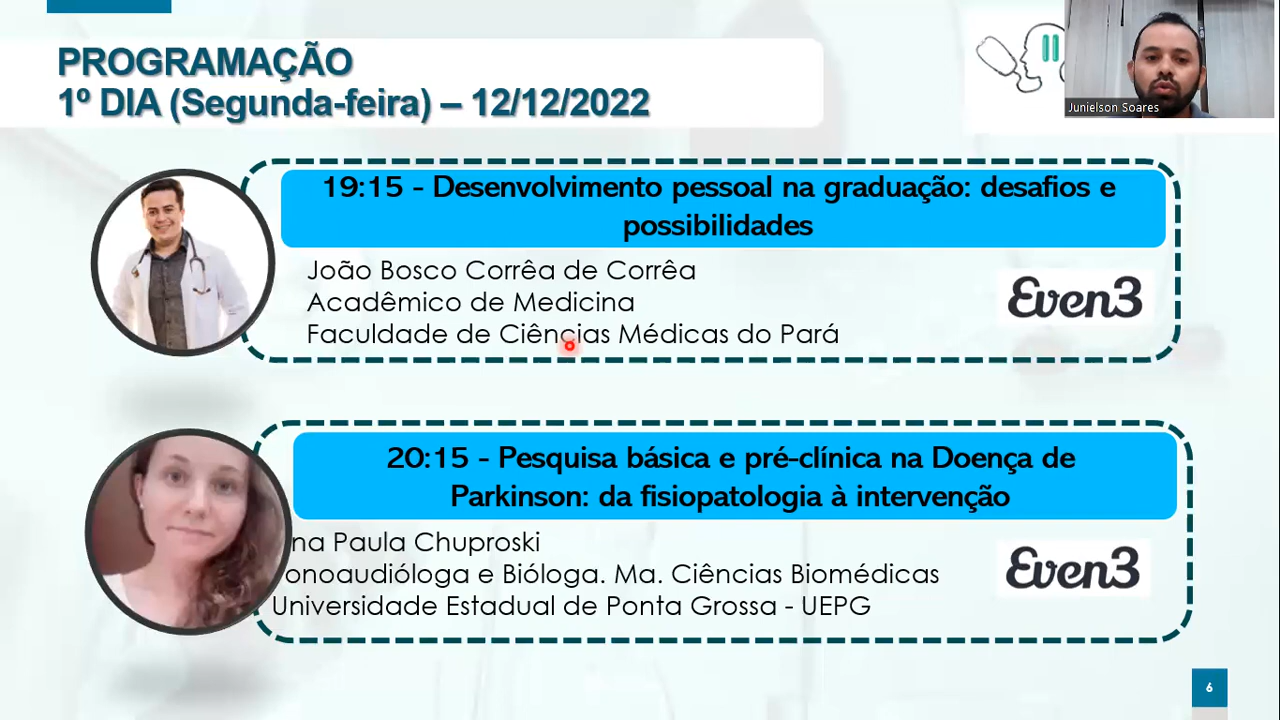 PROGRAMAÇÃO
1º DIA (Segunda-feira) – 12/12/2022
Junielson Soares
19:15 - Desenvolvimento pessoal na graduação: desafios e
possibilidades
João Bosco Corrêa de Corrêa
Acadêmico de Medicina
Faculdade de Ciências Médicas do Pará
Even3
20:15 - Pesquisa básica e pré-clínica na Doença de
Parkinson: da fisiopatologia à intervenção
na Paula Chuproski
onoaudióloga e Bióloga. Ma. Ciências Biomédicas
Universidade Estadual de Ponta Grossa - UEPG
Even3
6